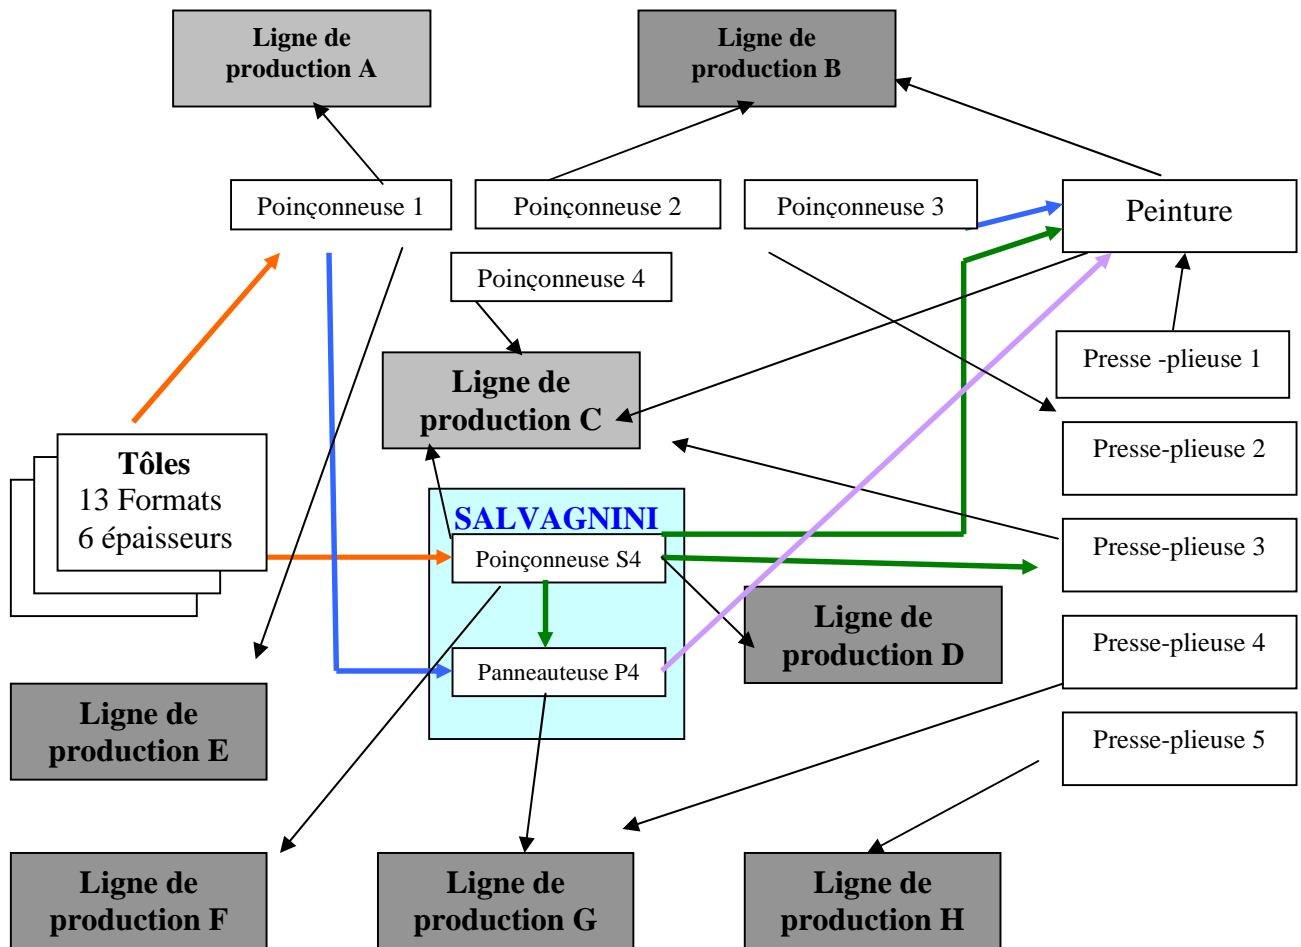 Ligne de
production A
Ligne de
production B
Poinçonneuse 1
Poinçonneuse 2
Poinçonneuse 3
Peinture
Poinçonneuse 4
Presse -plieuse 1
Ligne de
production C
Tôles
13 Formats
6 épaisseurs
Presse-plieuse 2
SALVAGNINI
Poinçonneuse S4
Presse-plieuse 3
Ligne de
production D
Panneauteuse P4
Presse-plieuse 4
Ligne de
production E
Presse-plieuse 5
Ligne de
production F
Ligne de
production G
Ligne de
production H